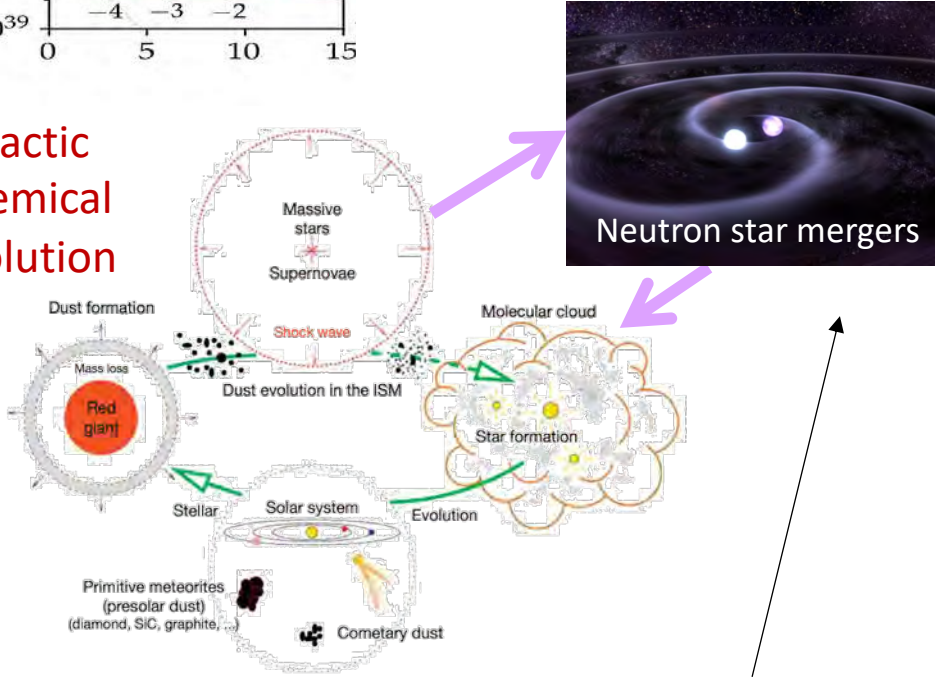 −4 −3 −2
39
0 5 10 15
actic
emical
olution
Neutron star mergers
Massive
stars
Supernovae
Shock wave
Dust formation
Mass loss
Red
giant
Dust evolution in the ISM
Molecular cloud
Star formation
Stellar
Solar system
Evolution
Primitive meteorites
(presolar dust)
(diamond, SiC, graphite, ...)
Cometary dust